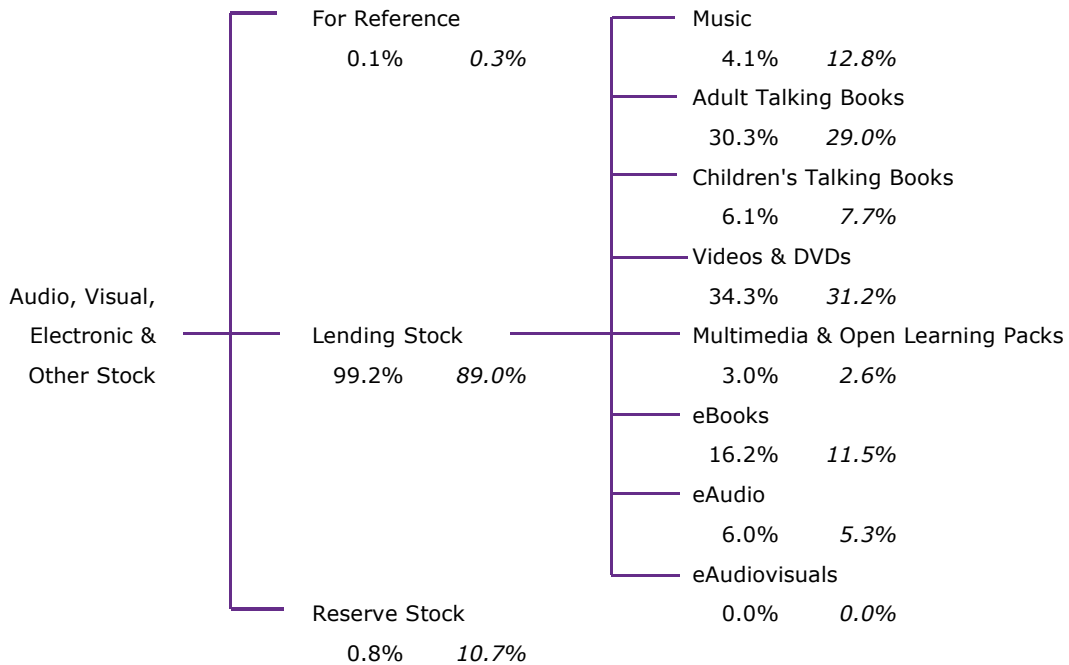 For Reference
0.1% 0.3%
Audio, Visual,
Electronic &
Other Stock
Lending Stock
99.2% 89.0%
Reserve Stock
0.8% 10.7%
Music
4.1% 12.8%
Adult Talking Books
30.3% 29.0%
Children's Talking Books
6.1% 7.7%
Videos & DVDs
34.3% 31.2%
Multimedia & Open Learning Packs
3.0% 2.6%
eBooks
16.2% 11.5%
eAudio
6.0% 5.3%
eAudiovisuals
0.0% 0.0%